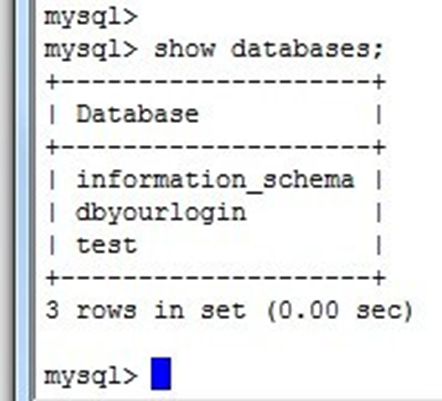 mysql>
mysql> show databases;
+--------------------+
| Database           |
+--------------------+
| information_schema |
| dbyourlogin        |
| test               |
+--------------------+
3 rows in set (0.00 sec)
mysql>